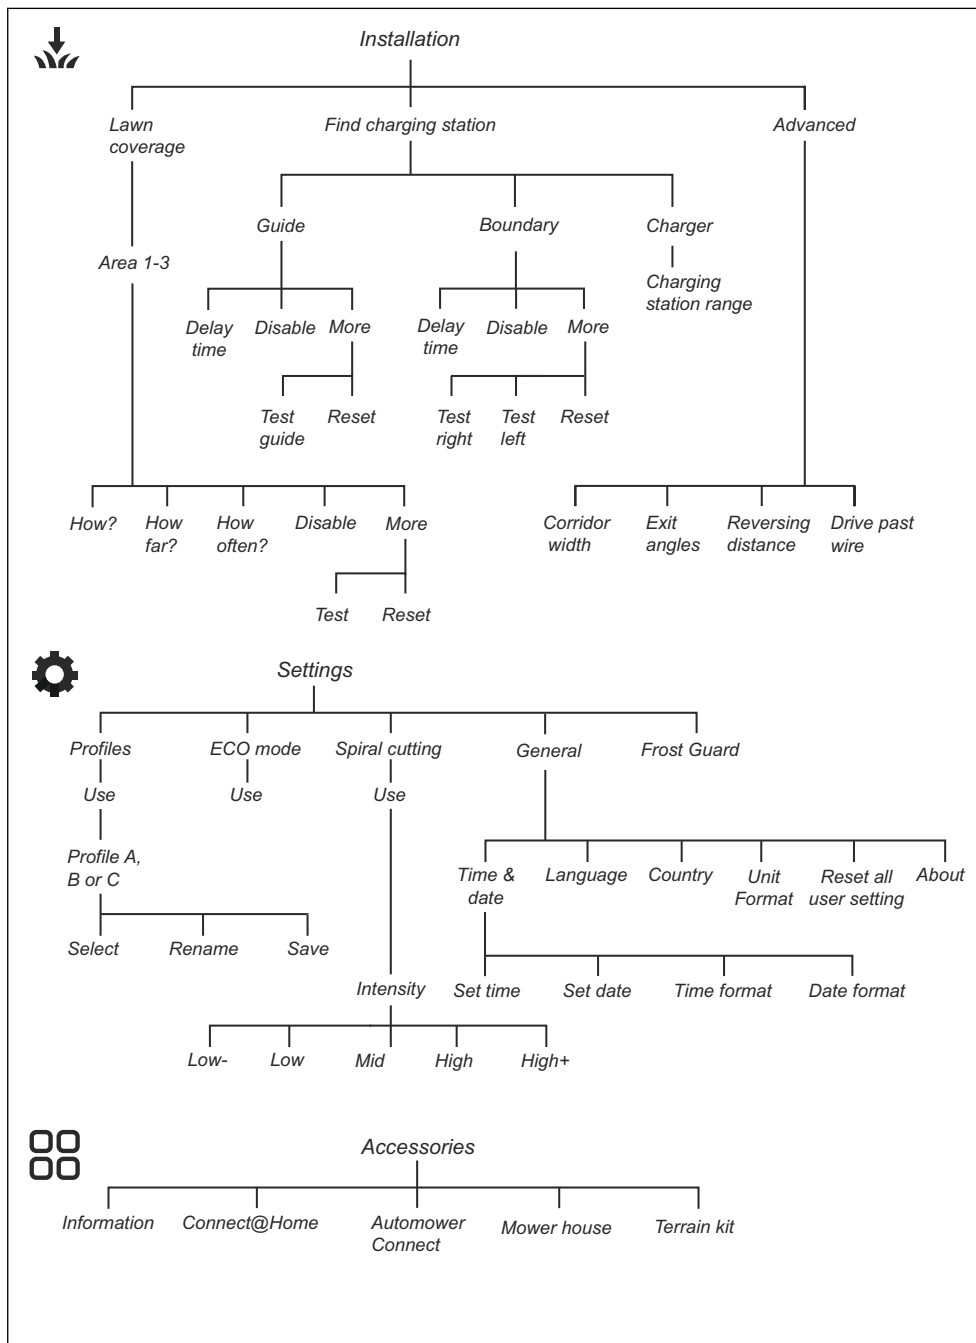 Installation
Lawn
coverage
Find charging station
Advanced
Guide
Boundary
Charger
Area 1-3
Charging
station range
Delay
time
Disable
More
Delay
time
Disable
More
Test
guide
Reset
Test
right
Test
left
Reset
How?
How
far?
How
often?
Disable
More
Corridor
width
Exit
angles
Reversing
distance
Drive past
wire
Test
Reset
Settings
Profiles
ECO mode
Spiral cutting
General
Frost Guard
Use
Use
Use
Profile A,
B or C
Time &
date
Language
Country
Unit
Format
Reset all
user setting
About
Select
Rename
Save
Intensity
Set time
Set date
Time format
Date format
Low-
Low
Mid
High
High+
Accessories
Information
Connect@Home
Automower
Connect
Mower house
Terrain kit